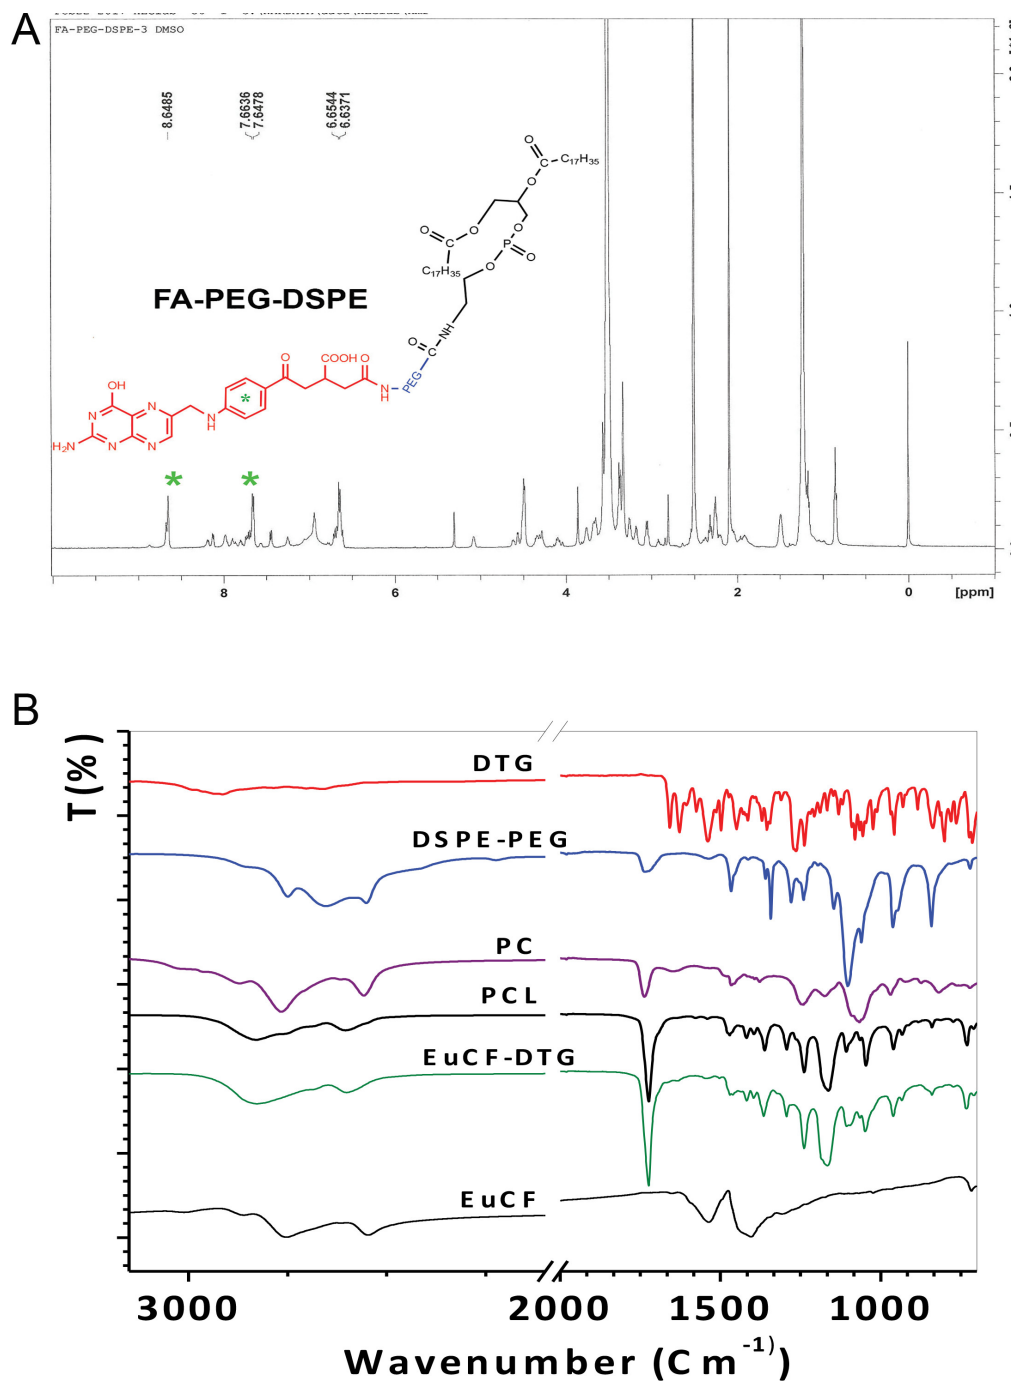 A
FA-PEG-DSPE-3 DMSO
8.6485
7.6636
7.6478
6.6544
6.6371
O
C
C17H35
O
O
O
C
O
P
O
O
C17H35
FA-PEG-DSPE
NH
O
C
PEG
O
COOH
O
N
H
OH
N
N
N
H
*
H2N
N
N
*
*
8
6
4
2
0
[ppm]
B
T(%)
DTG
DSPE-PEG
PC
PCL
EuCF-DTG
EuCF
3000
2000
1500
1000
Wavenumber (Cm-1)